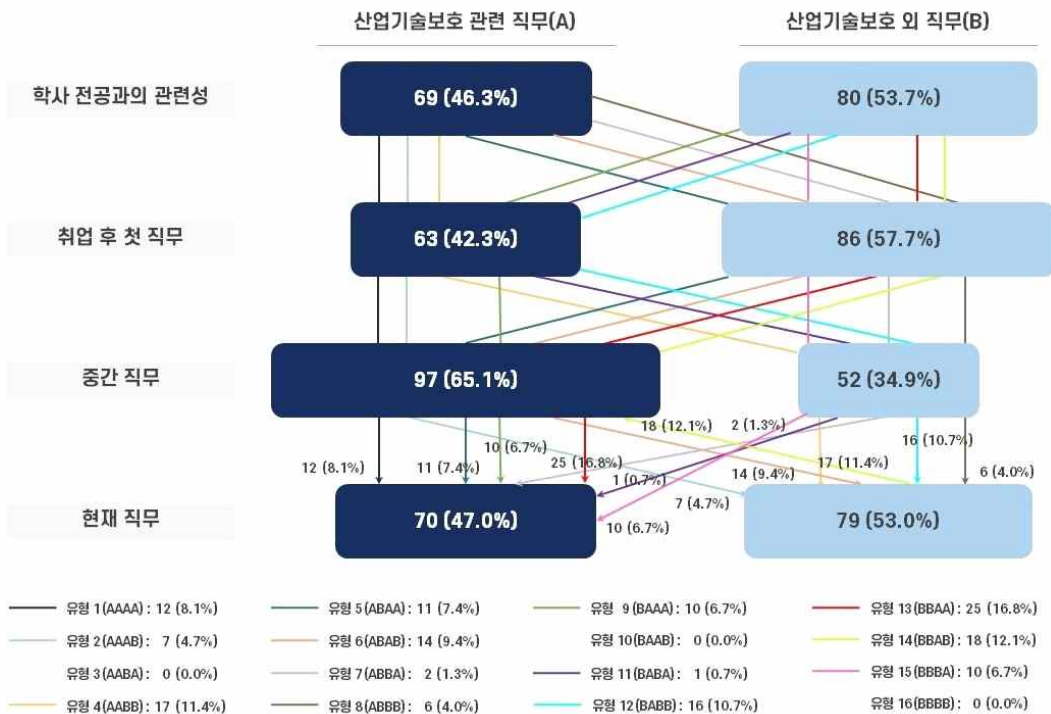 산업기술보호 관련 직무(A) 산업기술보호 외 직무(B)
학사 전공과의 관련성 69 (46.3%) 80 (53.7%)
취업 후 첫 직무 63 (42.3%) 86 (57.7%)
중간 직무 97 (65.1%) 52 (34.9%)
18 (12.1%) 2 (1.3%)
10 (6.7%) 16 (10.7%)
12 (8.1%) 11 (7.4%) 25 (16.8%) 1 (0.7%) 14 (9.4%) 17 (11.4%) 6 (4.0%)
7 (4.7%)
현재 직무 70 (47.0%) 10 (6.7%) 79 (53.0%)
유형 1(AAAA) : 12 (8.1%) 유형 5(ABAA) : 11 (7.4%) 유형 9(BAAA) : 10 (6.7%) 유형 13(BBAA) : 25 (16.8%)
유형 2(AAAB) : 7 (4.7%) 유형 6(ABAB) : 14 (9.4%) 유형 10(BAAB) : 0 (0.0%) 유형 14(BBAB) : 18 (12.1%)
유형 3(AABA) : 0 (0.0%) 유형 7(ABBA) : 2 (1.3%) 유형 11(BABA) : 1 (0.7%) 유형 15(BBBA) : 10 (6.7%)
유형 4(AABB) : 17 (11.4%) 유형 8(ABBB) : 6 (4.0%) 유형 12(BABB) : 16 (10.7%) 유형 16(BBBB) : 0 (0.0%)